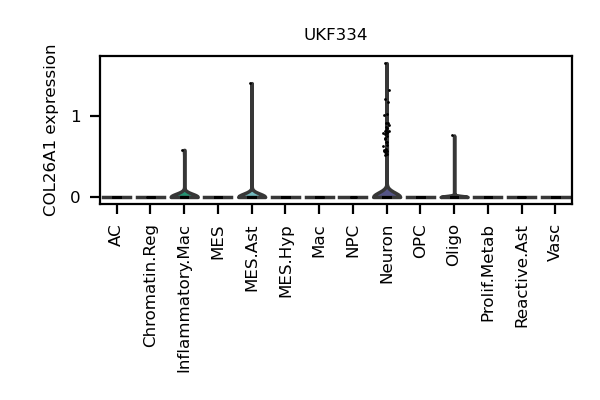 UKF334
COL26A1 expression
1
0
AC
Chromatin.Reg
Inflammatory.Mac
MES
MES.Ast
MES.Hyp
Mac
NPC
Neuron
OPC
Oligo
Prolif.Metab
Reactive.Ast
Vasc